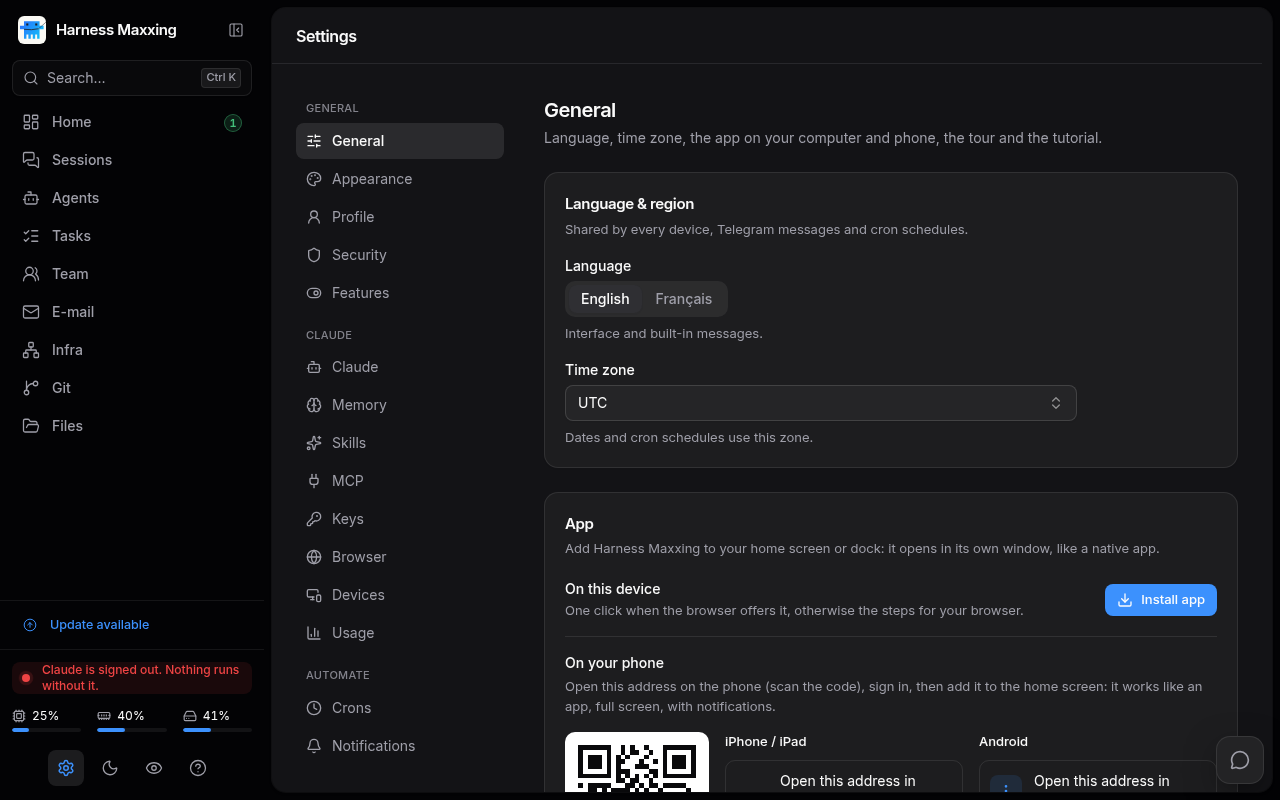 Harness Maxxing
Search...
Ctrl K
Home
1
Sessions
Agents
Tasks
Team
E-mail
Infra
Git
Files
Update available
Claude is signed out. Nothing runs
without it.
25%
40%
41%
Settings
GENERAL
General
Appearance
Profile
Security
Features
CLAUDE
Claude
Memory
Skills
MCP
Keys
Browser
Devices
Usage
AUTOMATE
Crons
Notifications
General
Language, time zone, the app on your computer and phone, the tour and the tutorial.
Language & region
Shared by every device, Telegram messages and cron schedules.
Language
English
Français
Interface and built-in messages.
Time zone
UTC
Dates and cron schedules use this zone.
App
Add Harness Maxxing to your home screen or dock: it opens in its own window, like a native app.
On this device
One click when the browser offers it, otherwise the steps for your browser.
Install app
On your phone
Open this address on the phone (scan the code), sign in, then add it to the home screen: it works like an
app, full screen, with notifications.
iPhone / iPad
Open this address in
Android
Open this address in